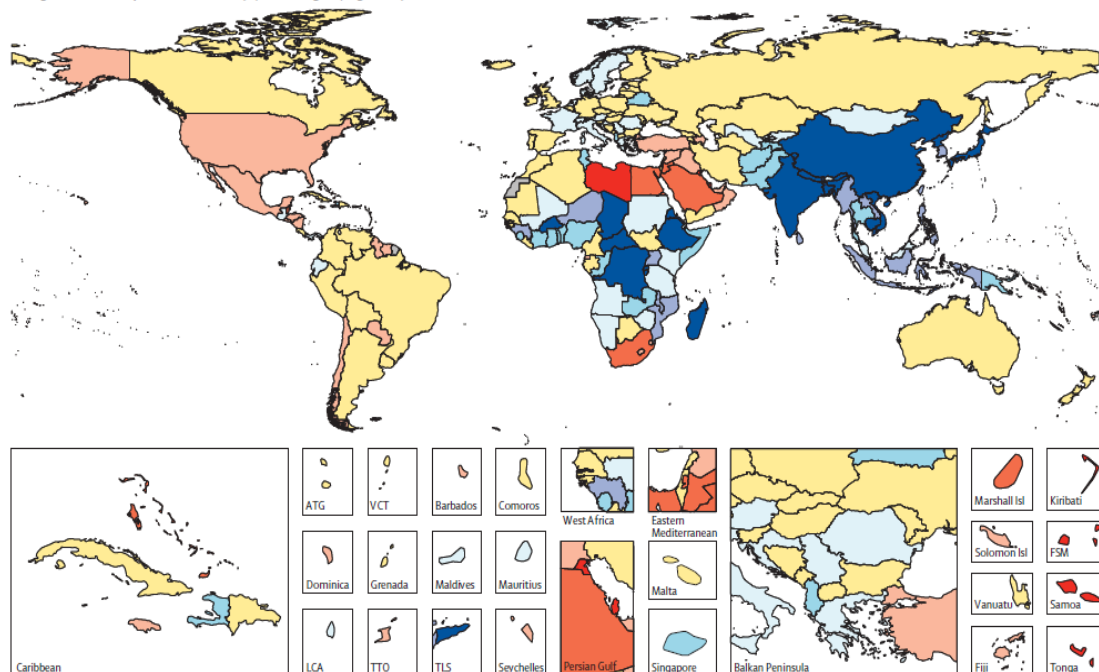 ATG
VCT
Barbados
Comoros
West Africa
Eastern
Mediterranean
Marshall Isl
Kiribati
Dominica
Grenada
Maldives
Mauritius
Malta
Solomon Isl
FSM
Vanuatu
Samoa
Caribbean
LCA
TTO
TLS
Seychelles
Persian Gulf
Singapore
Balkan Peninsula
Fiji
Tonga